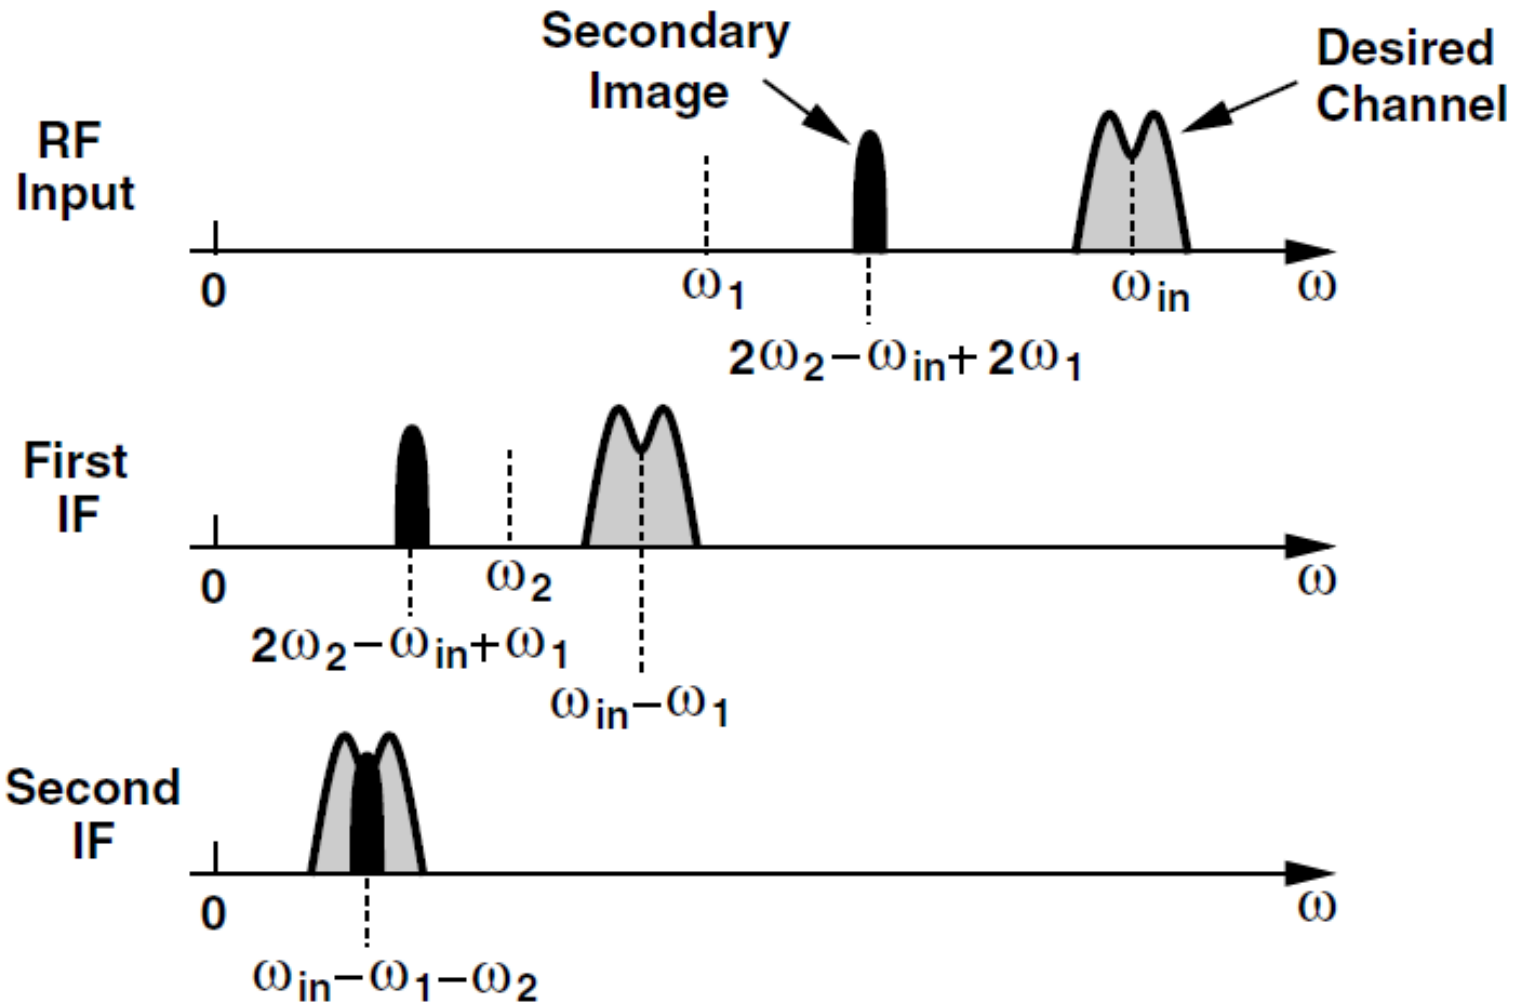 Secondary
Image
Desired
Channel
RF
Input
0
ω1
ωin
ω
2ω2−ωin+ 2ω1
First
IF
0
ω2
ω
2ω2−ωin+ω1
ωin−ω1
Second
IF
0
ω
ωin−ω1−ω2